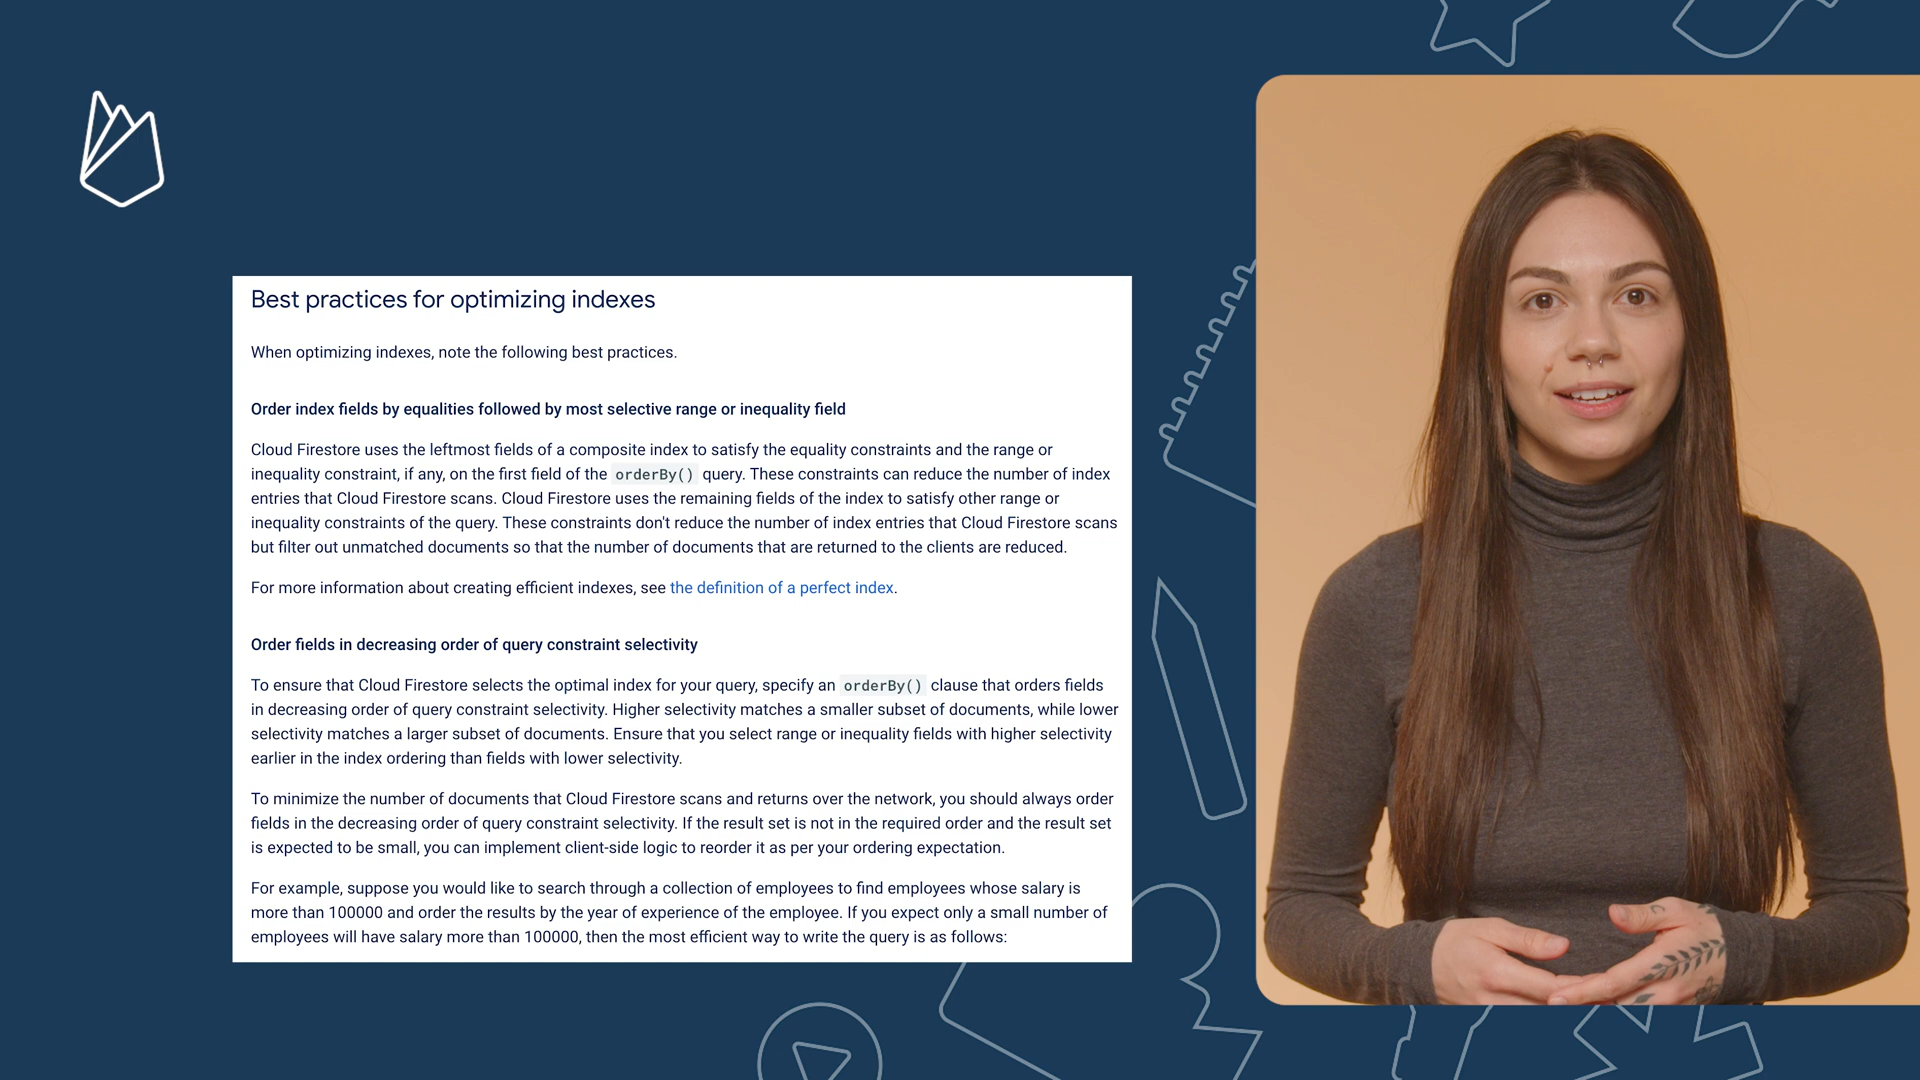 Best practices for optimizing indexes
When optimizing indexes, note the following best practices.
Order index fields by equalities followed by most selective range or inequality field
Cloud Firestore uses the leftmost fields of a composite index to satisfy the equality constraints and the range or
inequality constraint, if any, on the first field of the orderBy() query. These constraints can reduce the number of index
entries that Cloud Firestore scans. Cloud Firestore uses the remaining fields of the index to satisfy other range or
inequality constraints of the query. These constraints don't reduce the number of index entries that Cloud Firestore scans
but filter out unmatched documents so that the number of documents that are returned to the clients are reduced.
For more information about creating efficient indexes, see the definition of a perfect index.
Order fields in decreasing order of query constraint selectivity
To ensure that Cloud Firestore selects the optimal index for your query, specify an orderBy() clause that orders fields
in decreasing order of query constraint selectivity. Higher selectivity matches a smaller subset of documents, while lower
selectivity matches a larger subset of documents. Ensure that you select range or inequality fields with higher selectivity
earlier in the index ordering than fields with lower selectivity.
To minimize the number of documents that Cloud Firestore scans and returns over the network, you should always order
fields in the decreasing order of query constraint selectivity. If the result set is not in the required order and the result set
is expected to be small, you can implement client-side logic to reorder it as per your ordering expectation.
For example, suppose you would like to search through a collection of employees to find employees whose salary is
more than 100000 and order the results by the year of experience of the employee. If you expect only a small number of
employees will have salary more than 100000, then the most efficient way to write the query is as follows: